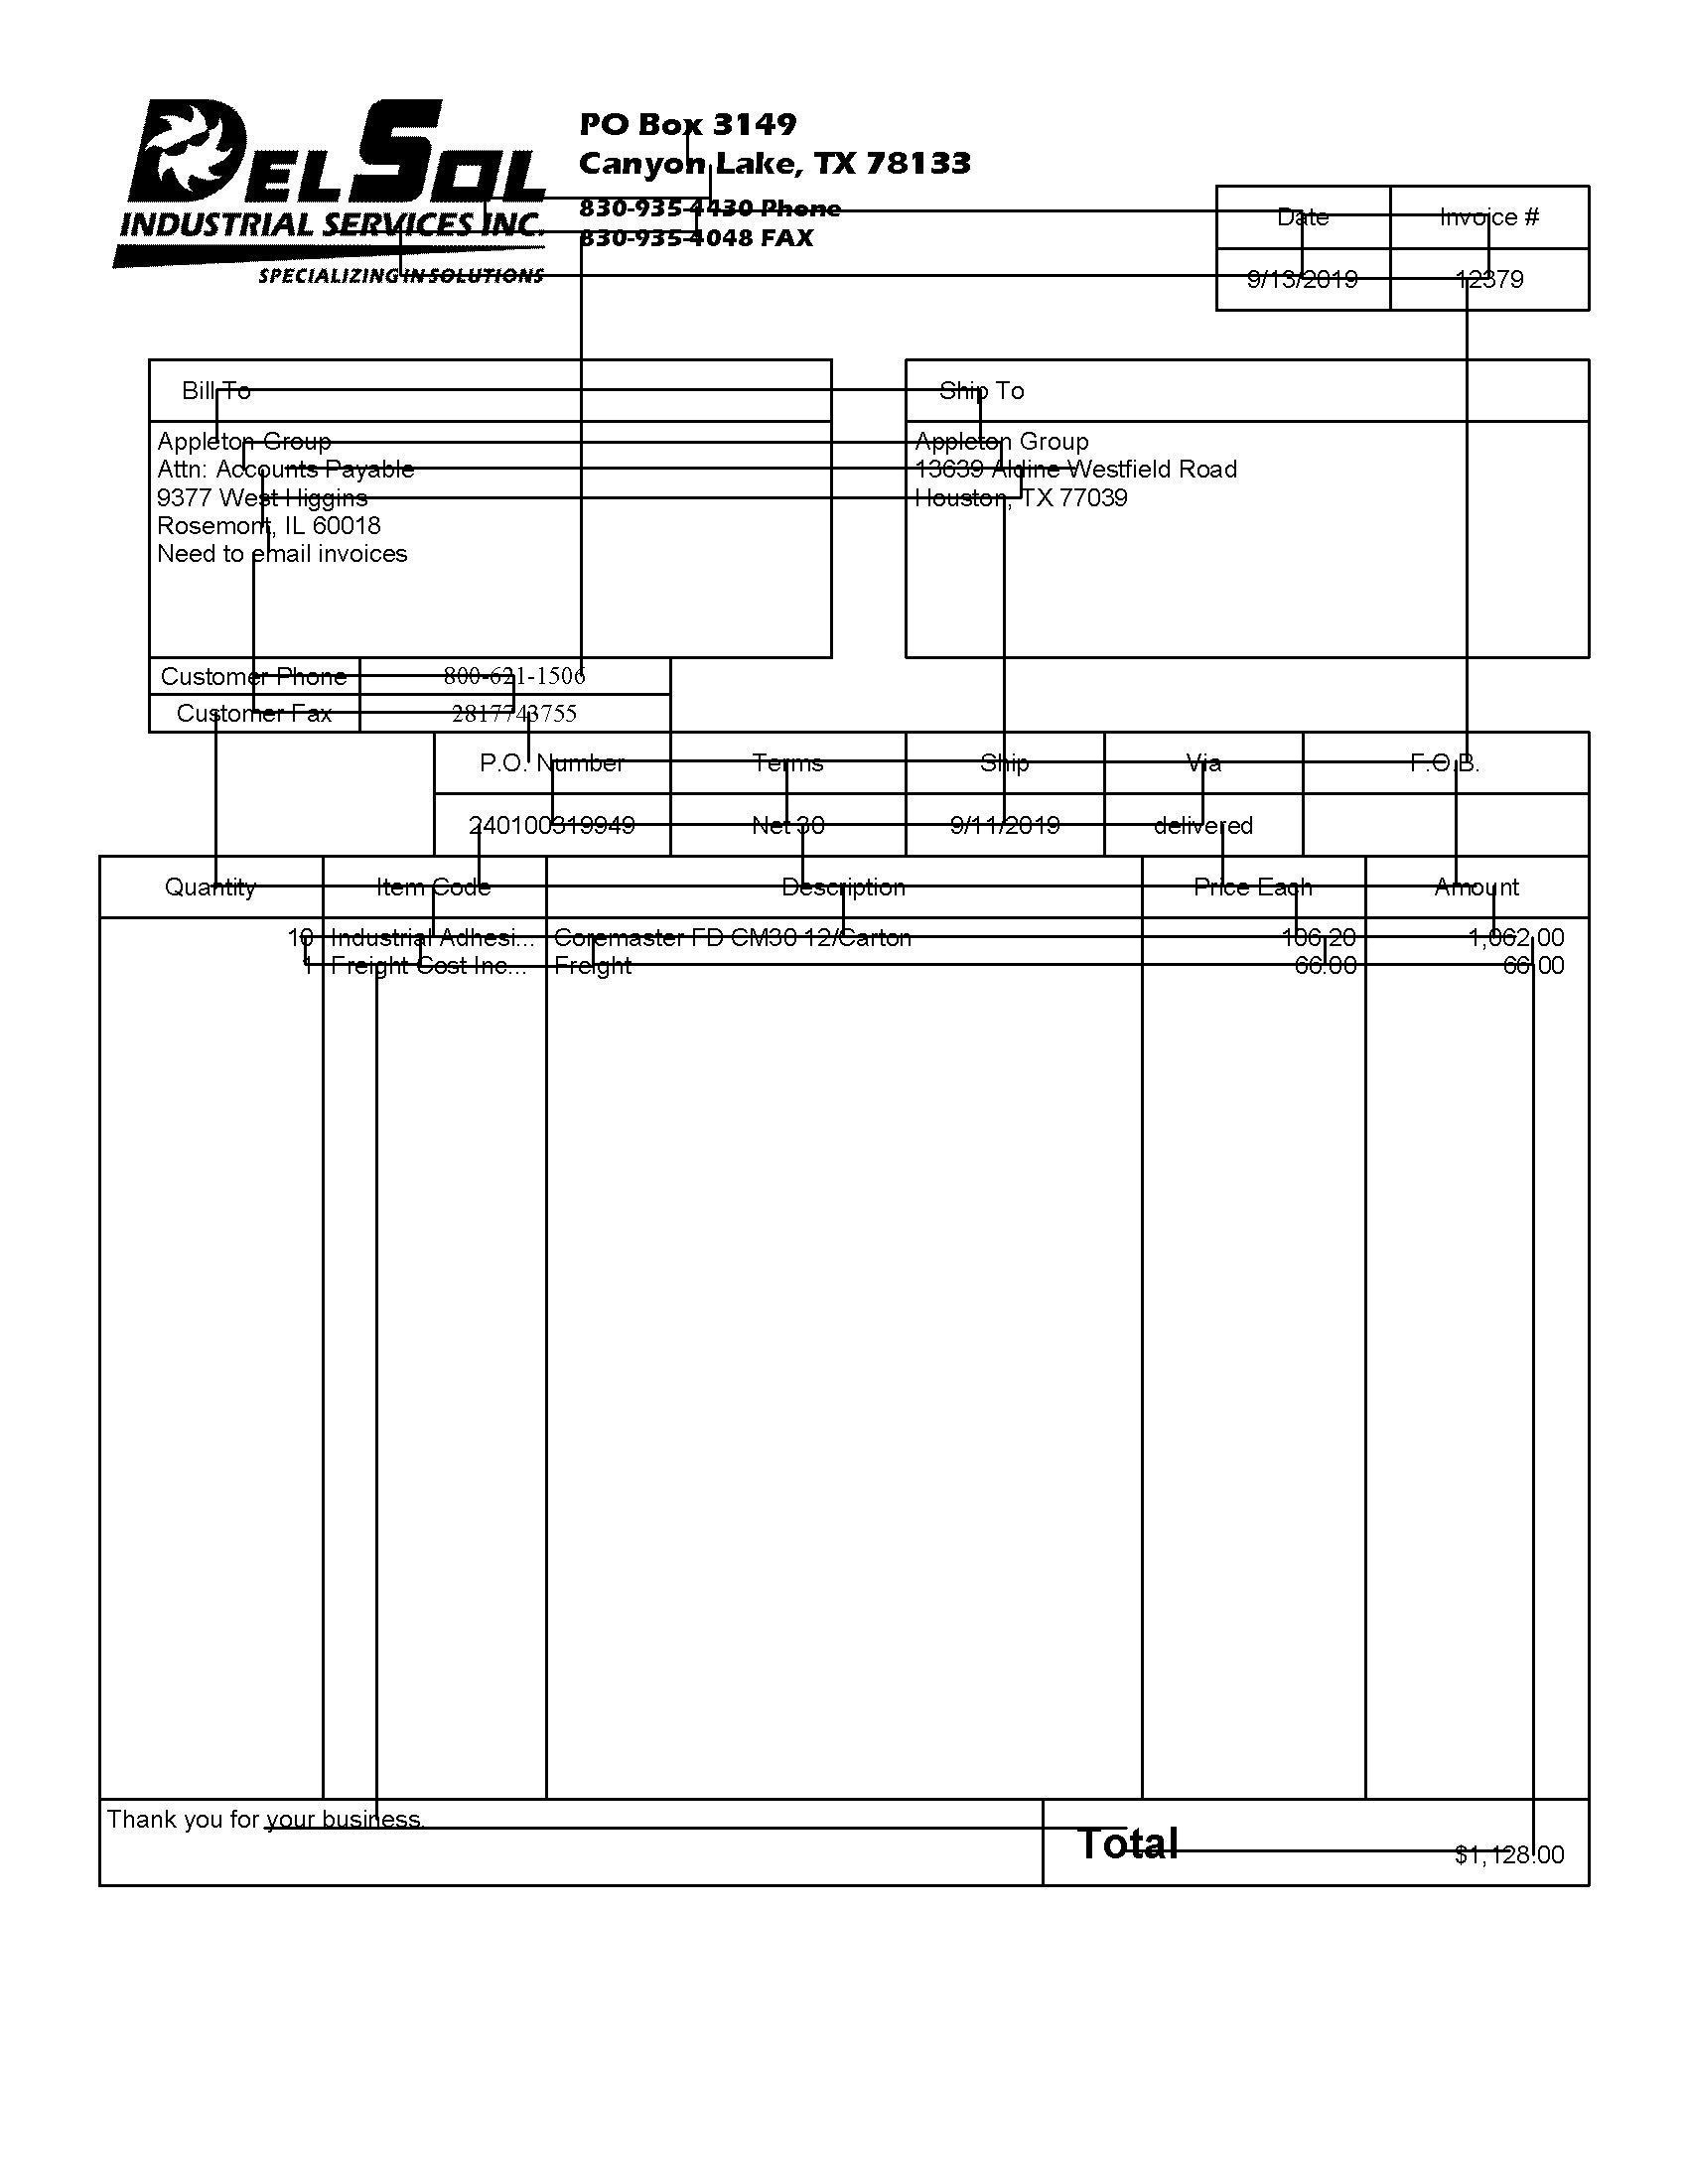 DELSOL
INDUSTRIAL SERVICES INC.
SPECIALIZING IN SOLUTIONS
PO Box 3149
Canyon Lake, TX 78133
830-935-4430 Phone
830-935-4048 FAX
Date Invoice #
9/13/2019 12379
Bill To
Appleton Group
Attn: Accounts Payable
9377 West Higgins
Rosemont, IL 60018
Need to email invoices
Ship To
Appleton Group
13639 Aldine Westfield Road
Houston, TX 77039
Customer Phone 800-621-1506
Customer Fax 2817743755
P.O. Number Terms Ship Via F.O.B.
240100319949 Net 30 9/11/2019 delivered
Quantity Item Code Description Price Each Amount
10 Industrial Adhesi... Coremaster FD CM30 12/Carton 106.20 1,062.00
1 Freight Cost Inc... Freight 66.00 66.00
Thank you for your business.
Total $1,128.00